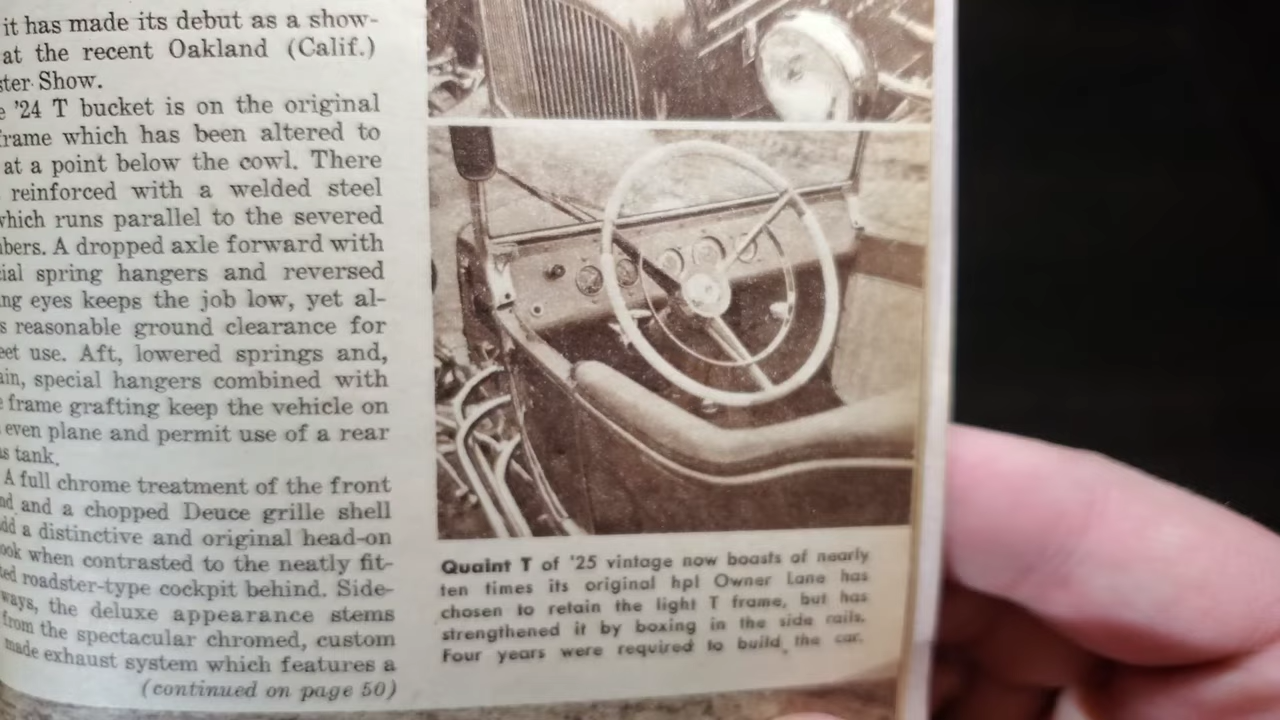 it has made its debut as a show-
at the recent Oakland (Calif.)
ster Show.
e '24 T bucket is on the original
frame which has been altered to
at a point below the cowl. There
reinforced with a welded steel
which runs parallel to the severed
bers. A dropped axle forward with
ial spring hangers and reversed
ng eyes keeps the job low, yet al-
s reasonable ground clearance for
eet use. Aft, lowered springs and,
ain, special hangers combined with
e frame grafting keep the vehicle on
even plane and permit use of a rear
as tank.
A full chrome treatment of the front
nd and a chopped Deuce grille shell
dd a distinctive and original head-on
ook when contrasted to the neatly fit-
ted roadster-type cockpit behind. Side-
ways, the deluxe appearance stems
from the spectacular chromed, custom
made exhaust system which features a
(continued on page 50)
Quaint T of '25 vintage now boasts of nearly
ten times its original hp! Owner Lane has
chosen to retain the light T frame, but has
strengthened it by boxing in the side rails.
Four years were required to build the car.